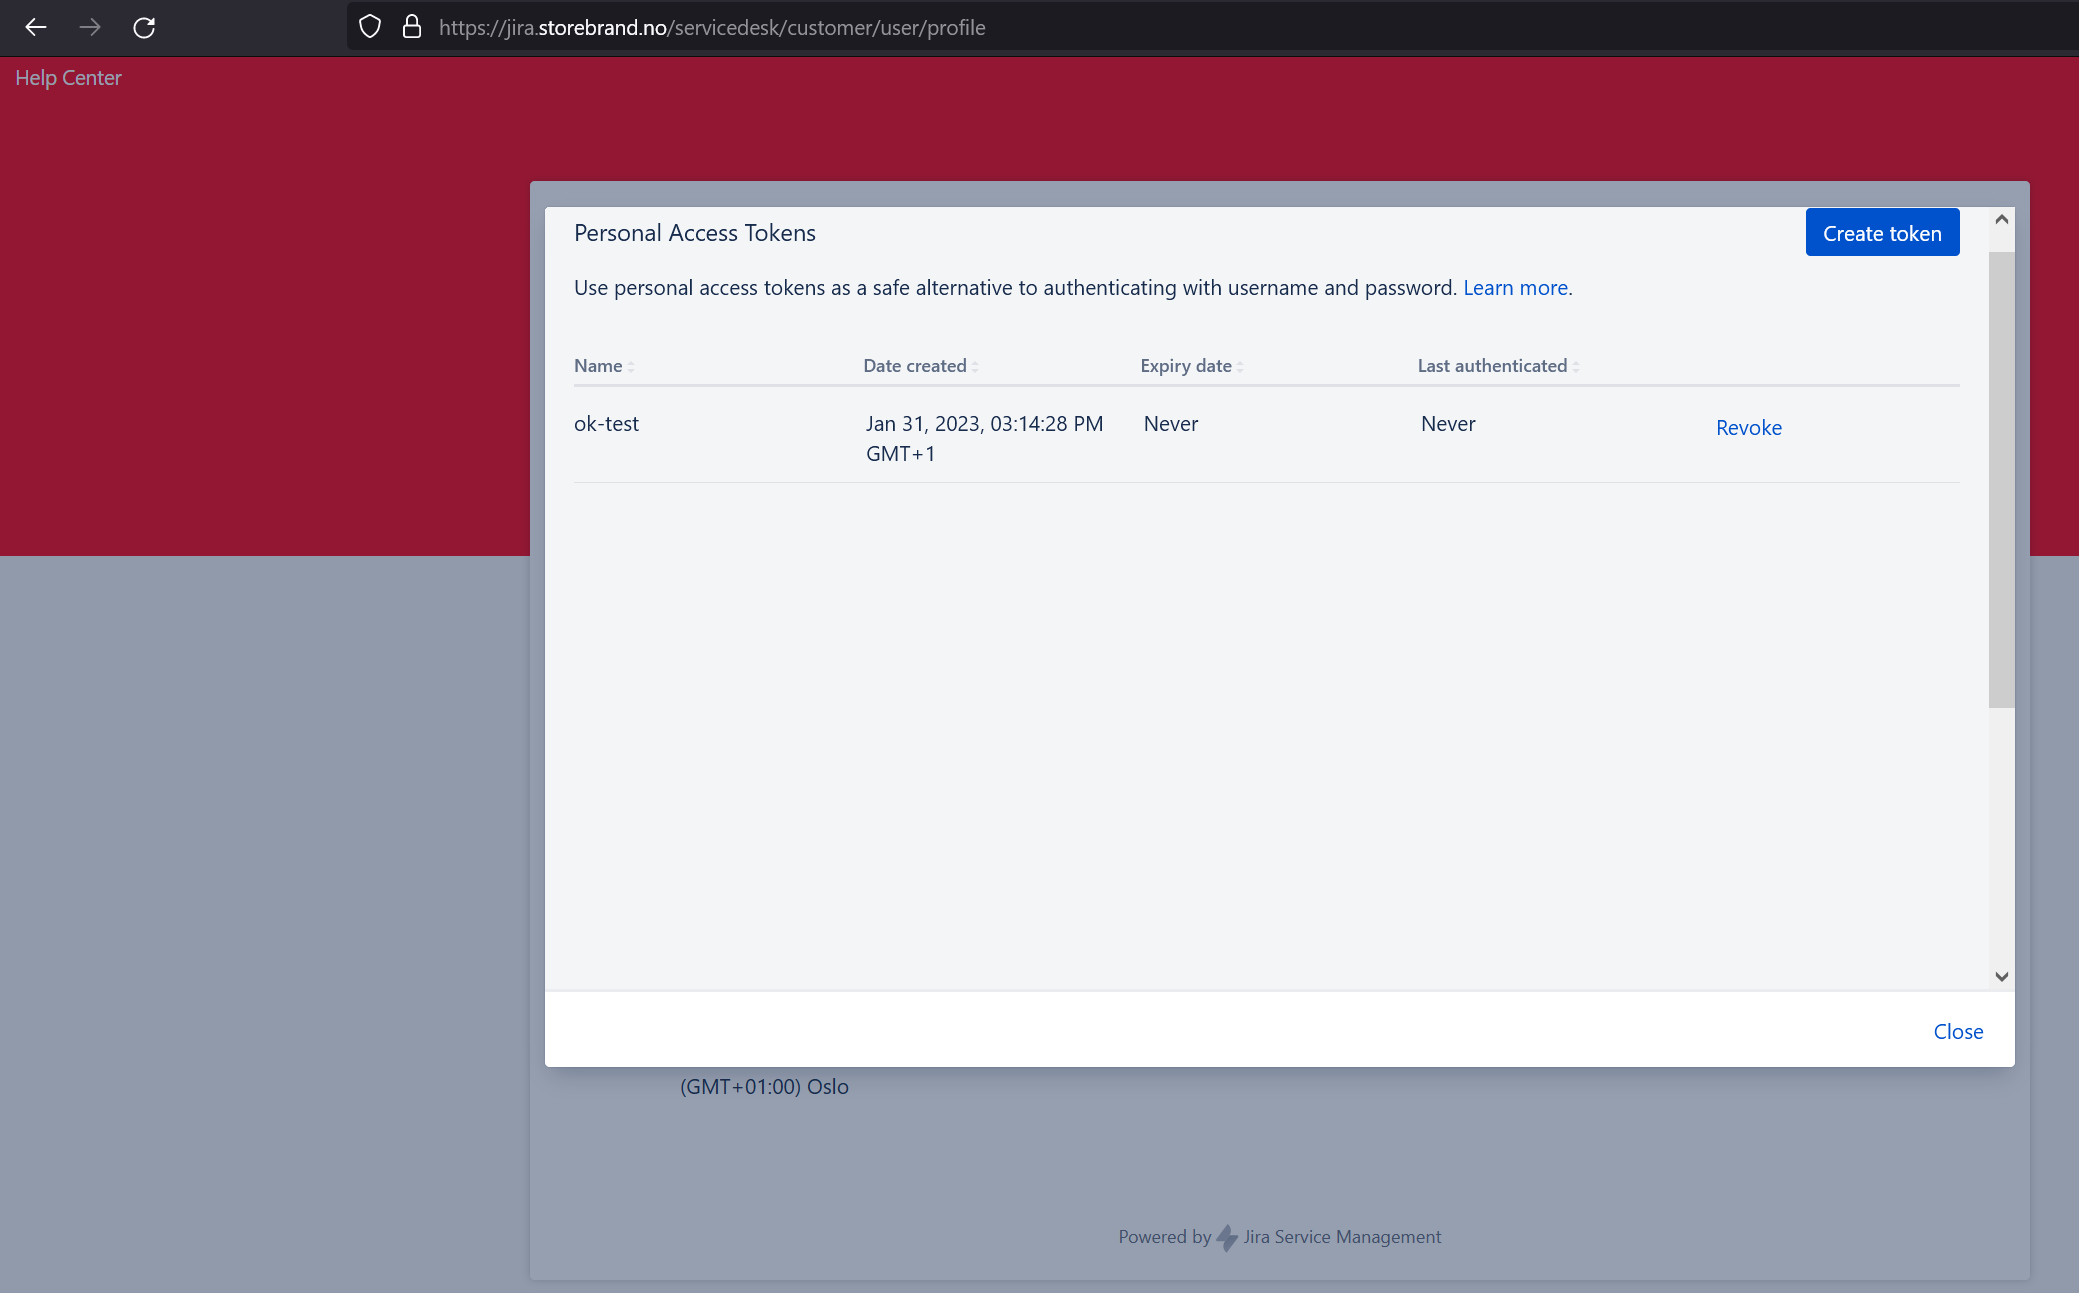 https://jira.storebrand.no/servicedesk/customer/user/profile
Help Center
Personal Access Tokens
Create token
Use personal access tokens as a safe alternative to authenticating with username and password. Learn more.
Name Date created Expiry date Last authenticated
ok-test Jan 31, 2023, 03:14:28 PM Never Never Revoke
GMT+1
Close
(GMT+01:00) Oslo
Powered by Jira Service Management